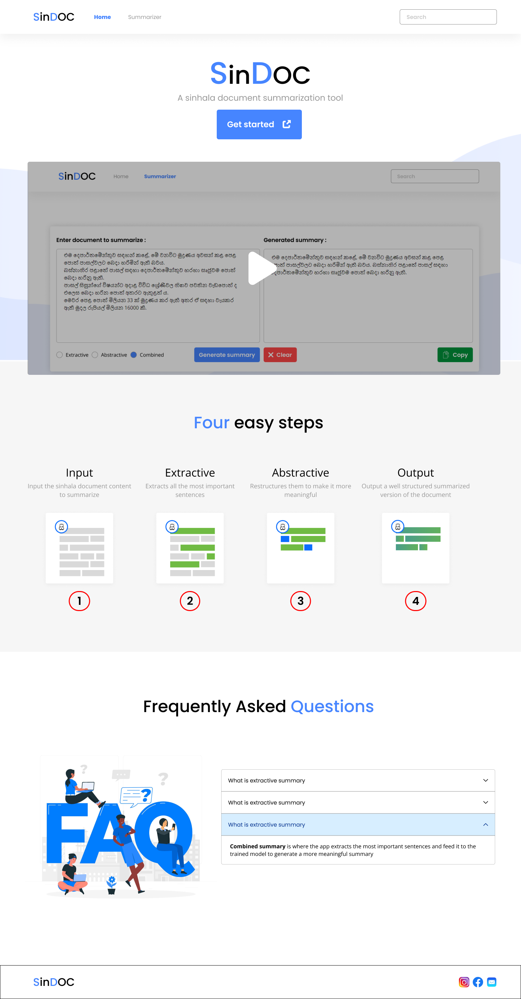 SinDOC Home Summarizer Search
SinDOC
A sinhala document summarization tool
Get started
SinDOC Home Summarizer Search
Enter document to summarize :
එම දෙපාර්තමේන්තුව සඳහන් කළේ, මේ වනවිට මුද්‍රණය අවසන් කළ පෙළ
පොත් පාසල්වලට බෙදා හරිමින් ඇති බවය.
බස්නාහිර පළාතේ පාසල් සඳහා දෙපාර්තමේන්තුව හරහා සෘජුවම පොත්
බෙදා හරිනු ඇති.
පාසල් සිසුන්ගේ විෂයන්ට අදාළ විවිධ ශ්‍රේණිවල හිඟව පවතින වැඩපොත් ද
එලෙස බෙදා හරින පොත් අතරට ඇතුළත් ය.
මෙවර පෙළ පොත් මිලියන 33 ක් මුද්‍රණය කර ඇති අතර ඒ සඳහා වැයකර
ඇති මුදල රුපියල් මිලියන 16000 කි.
Extractive Abstractive Combined Generate summary
Generated summary :
එම දෙපාර්තමේන්තුව සඳහන් කළේ, මේ වනවිට මුද්‍රණය අවසන් කළ පෙළ
පාසල්වලට බෙදා හරිමින් ඇති බවය. බස්නාහිර පළාතේ පාසල් සඳහා
හරහා සෘජුවම පොත් බෙදා හරිනු ඇති.
Clear Copy
Four easy steps
Input
Input the sinhala document content
to summarize
සි
1
Extractive
Extracts all the most important
sentences
සි
2
Abstractive
Restructures them to make it more
meaningful
සි
3
Output
Output a well structured summarized
version of the document
සි
4
Frequently Asked Questions
? ?
?
FAQ
What is extractive summary
What is extractive summary
What is extractive summary
Combined summary is where the app extracts the most important sentences and feed it to the
trained model to generate a more meaningful summary
SinDOC